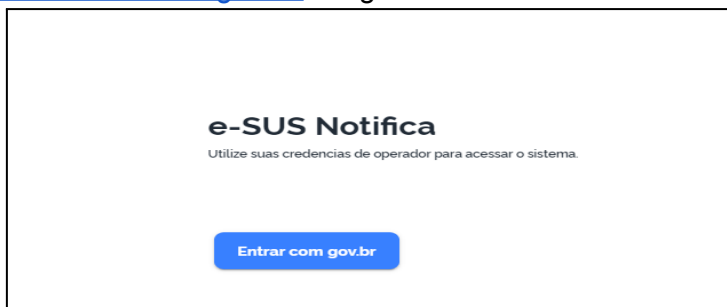 e-SUS Notifica
Utilize suas credencias de operador para acessar o sistema.
Entrar com gov.br